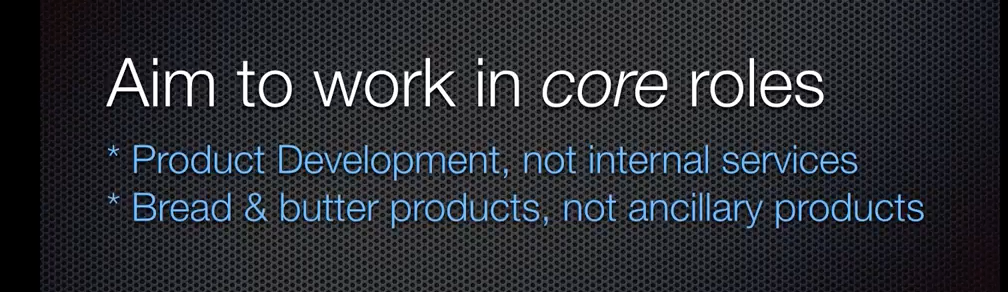 Aim to work in core roles
* Product Development, not internal services
* Bread & butter products, not ancillary products